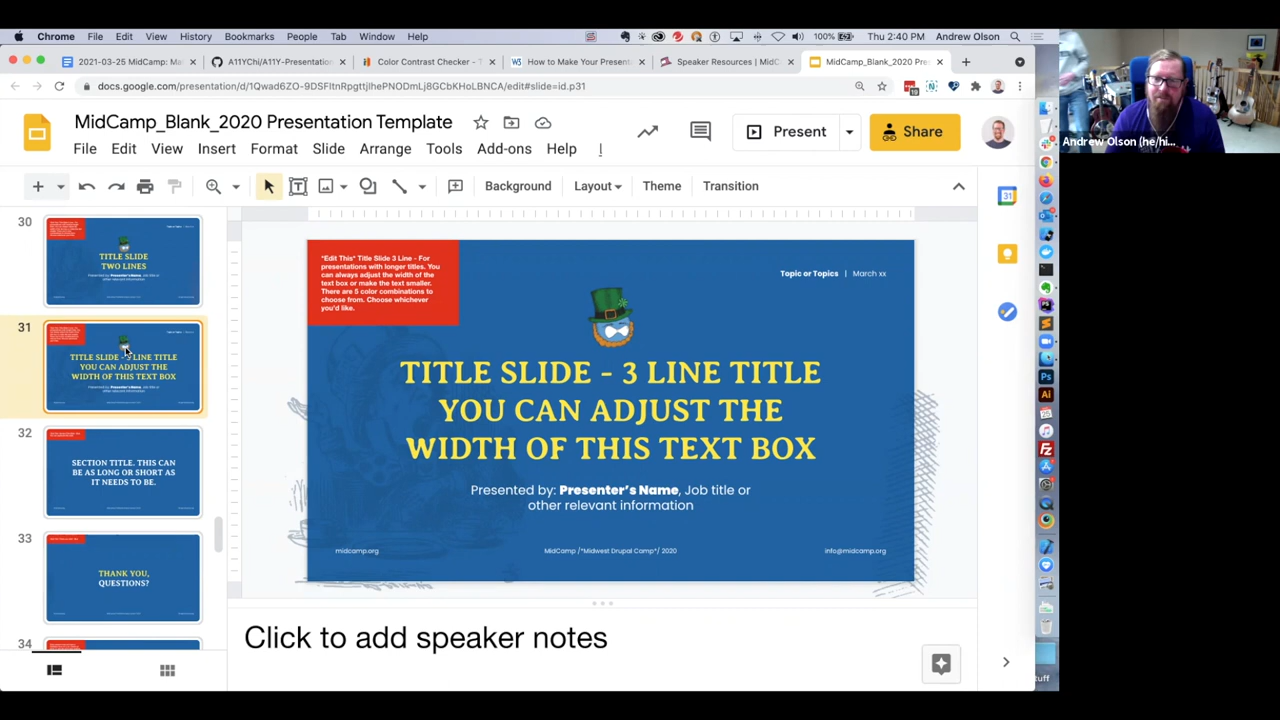 Chrome File Edit View History Bookmarks People Tab Window Help 100% Thu 2:40 PM Andrew Olson
2021-03-25 MidCamp: Ma A11YChi/A11Y-Presentation Color Contrast Checker - T How to Make Your Present Speaker Resources | MidC MidCamp_Blank_2020 Pre
docs.google.com/presentation/d/1Qwad6ZO-9DSFltnRpgttjlhePNODmLj8GCbKHoLBNCA/edit#slide=id.p31
MidCamp_Blank_2020 Presentation Template
Present
Share
File Edit View Insert Format Slide Arrange Tools Add-ons Help
Background Layout Theme Transition
Andrew Olson (he/hi...
30
TITLE SLIDE
TWO LINES
31
TITLE SLIDE - 3 LINE TITLE
YOU CAN ADJUST THE
WIDTH OF THIS TEXT BOX
32
SECTION TITLE. THIS CAN
BE AS LONG OR SHORT AS
IT NEEDS TO BE.
33
THANK YOU,
QUESTIONS?
34
*Edit This* Title Slide 3 Line - For
presentations with longer titles. You
can always adjust the width of the
text box or make the text smaller.
There are 5 color combinations to
choose from. Choose whichever
you'd like.
Topic or Topics | March xx
TITLE SLIDE - 3 LINE TITLE
YOU CAN ADJUST THE
WIDTH OF THIS TEXT BOX
Presented by: Presenter's Name, Job title or
other relevant information
midcamp.org MidCamp /*Midwest Drupal Camp*/ 2020 info@midcamp.org
Click to add speaker notes
tuff